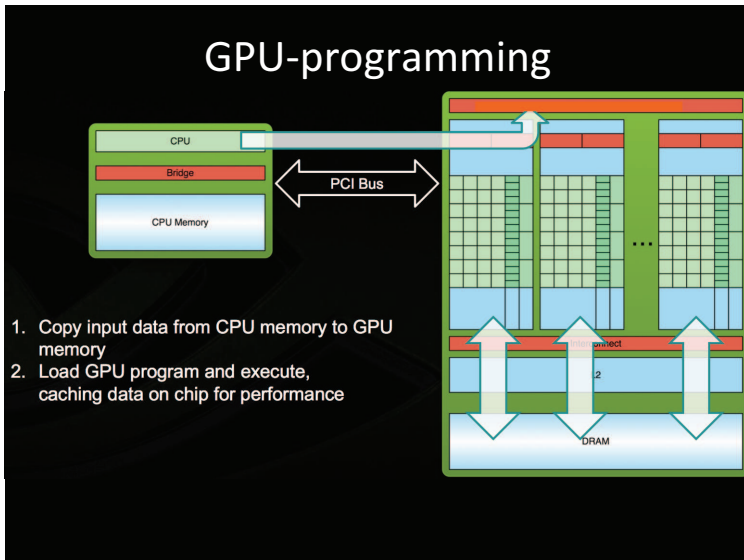 GPU-programming
CPU
Bridge
PCI Bus
CPU Memory
...
1. Copy input data from CPU memory to GPU
memory
2. Load GPU program and execute,
caching data on chip for performance
L2
DRAM